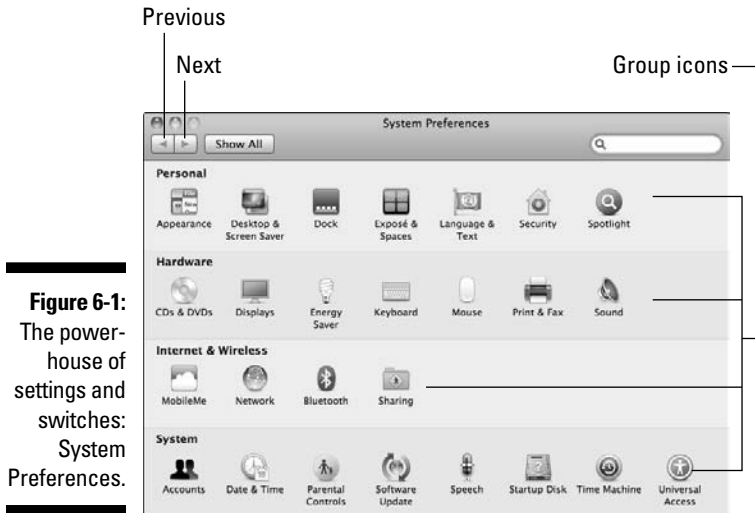 Previous
Next
Group icons
System Preferences
Show All
Personal
Appearance
Desktop &
Screen Saver
Dock
Exposé &
Spaces
Language &
Text
Security
Spotlight
Hardware
CDs & DVDs
Displays
Energy
Saver
Keyboard
Mouse
Print & Fax
Sound
Internet & Wireless
MobileMe
Network
Bluetooth
Sharing
System
Accounts
Date & Time
Parental
Controls
Software
Update
Speech
Startup Disk
Time Machine
Universal
Access
Figure 6-1:
The power-
house of
settings and
switches:
System
Preferences.